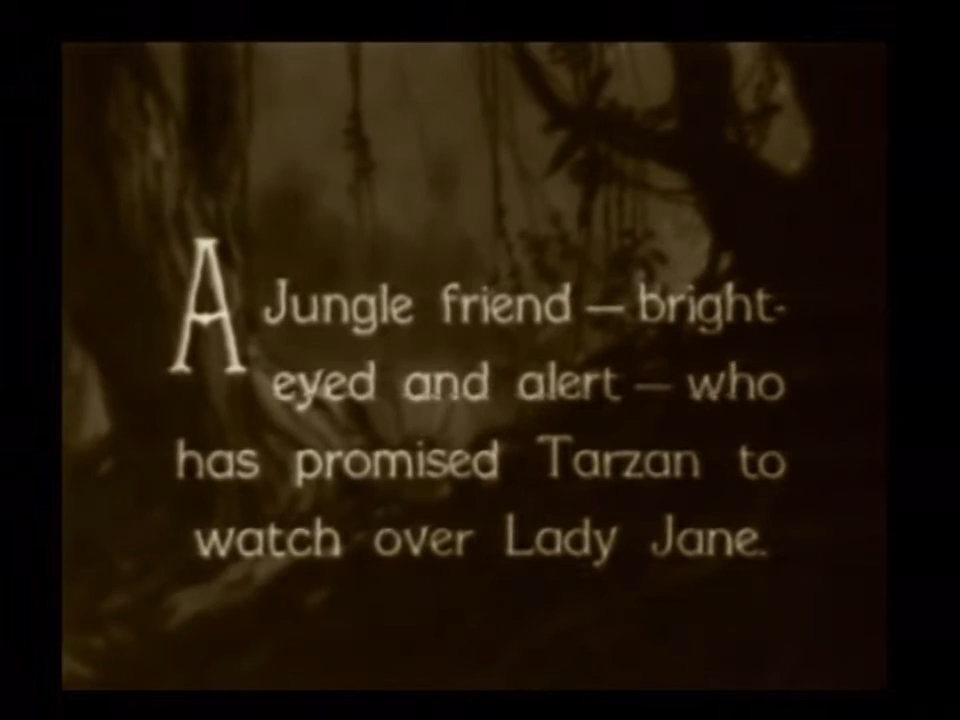 A Jungle friend — bright-
eyed and alert — who
has promised Tarzan to
watch over Lady Jane.